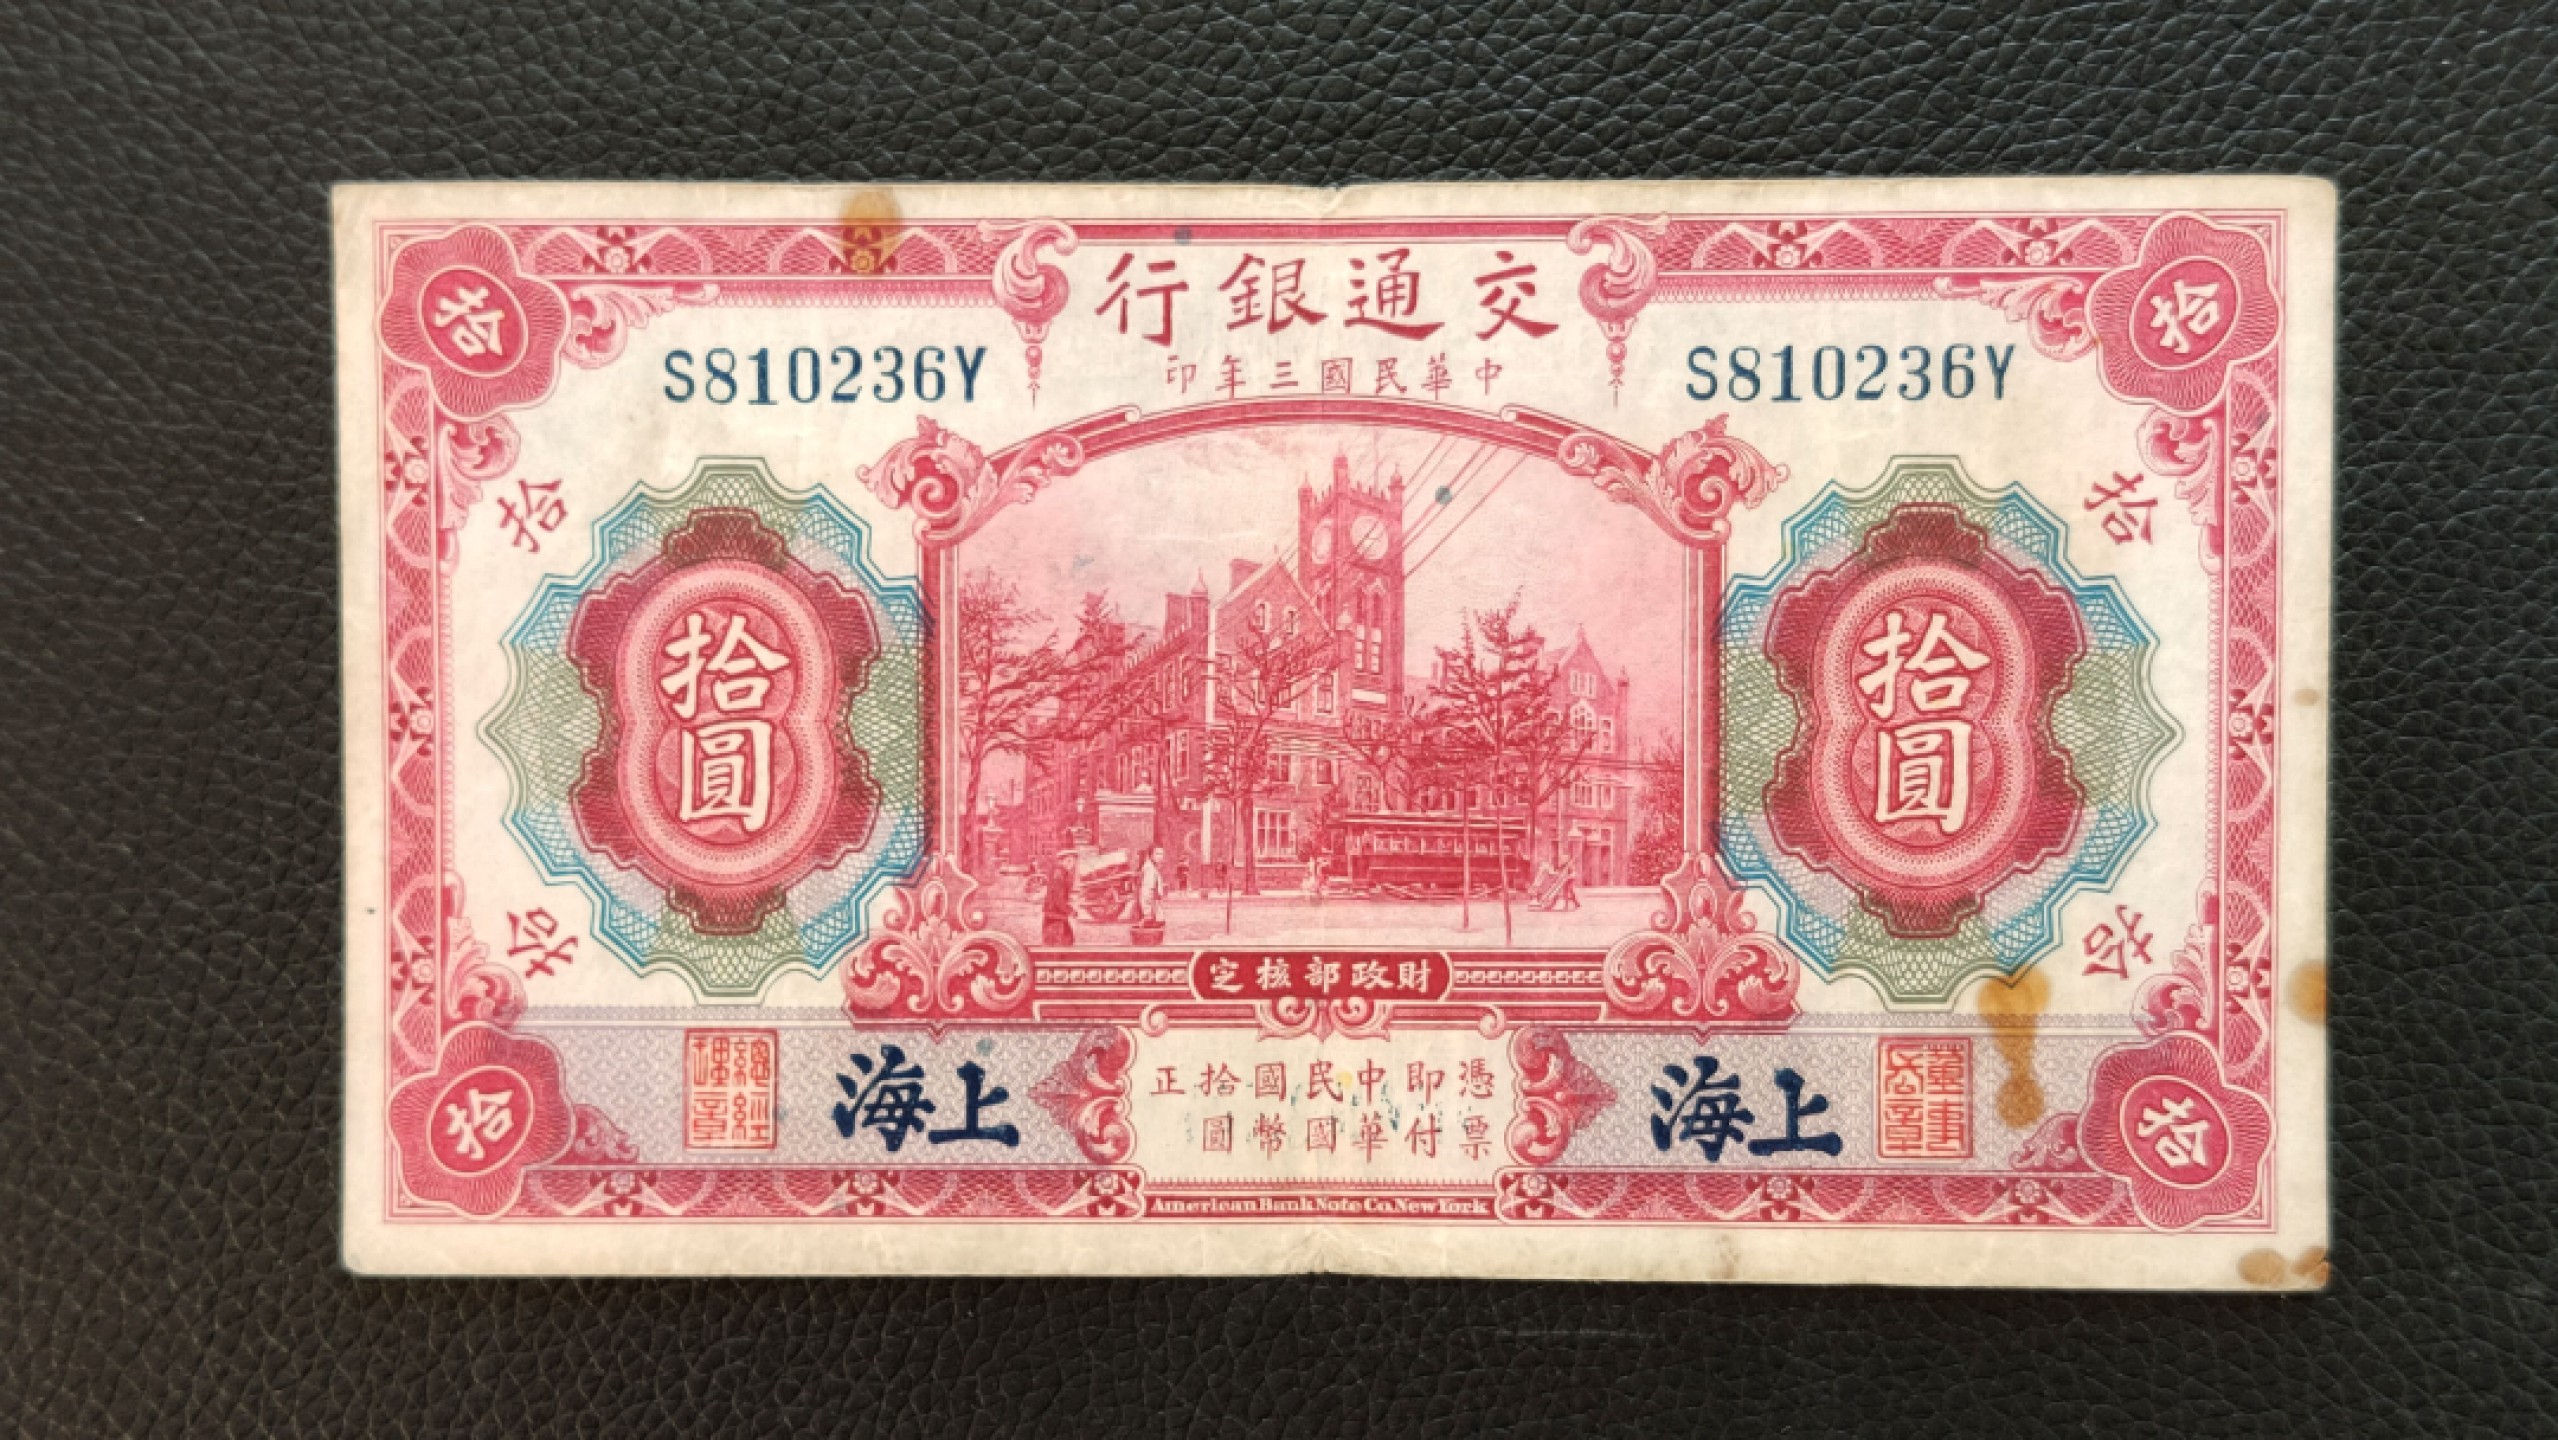 交通銀行
中華民國三年印
S810236Y
S810236Y
拾
拾
拾
拾
拾圓
拾圓
拾
拾
財政部核定
憑票即付中華民國國幣拾圓正
上海
上海
總經理章
董事長章
拾
拾
American Bank Note Co. New York